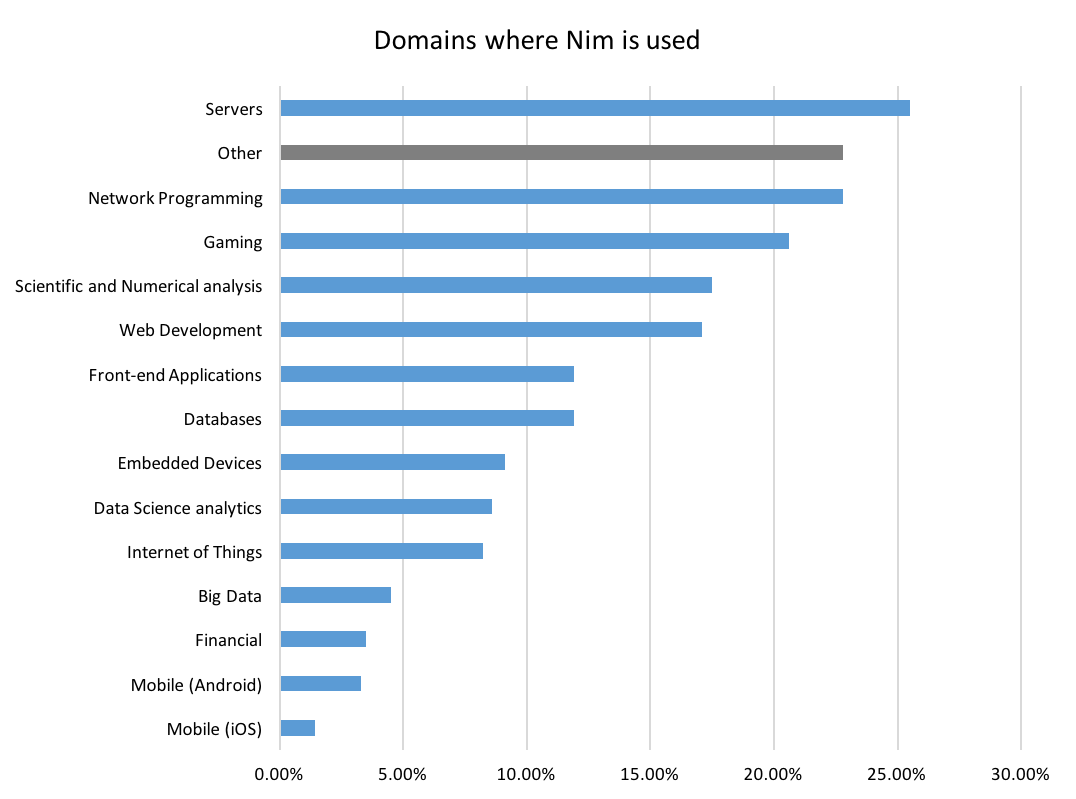 Domains where Nim is used
Servers
Other
Network Programming
Gaming
Scientific and Numerical analysis
Web Development
Front-end Applications
Databases
Embedded Devices
Data Science analytics
Internet of Things
Big Data
Financial
Mobile (Android)
Mobile (iOS)
0.00% 5.00% 10.00% 15.00% 20.00% 25.00% 30.00%